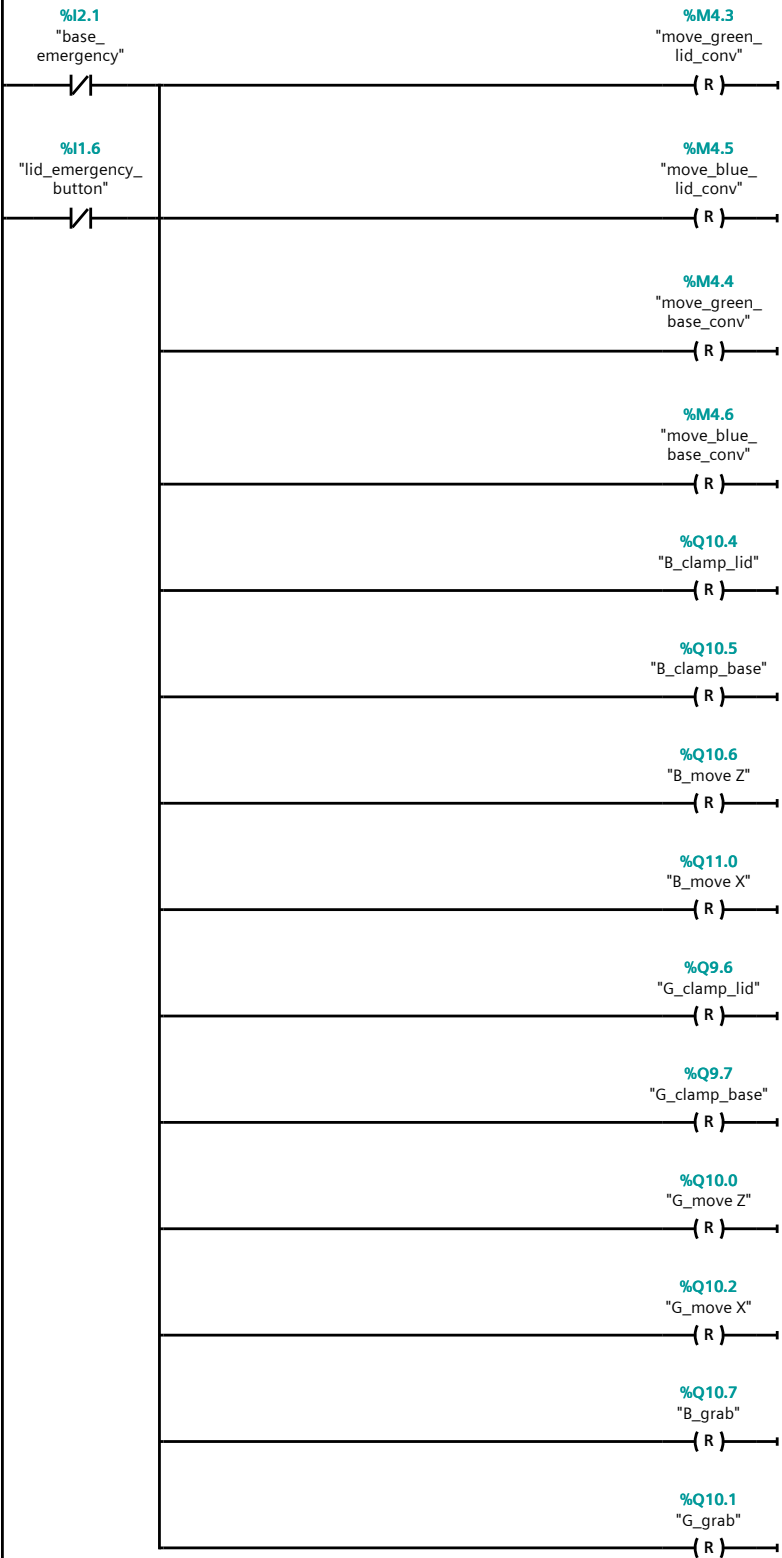 %I2.1
"base_
emergency"
%M4.3
"move_green_
lid_conv"
R
%I1.6
"lid_emergency_
button"
%M4.5
"move_blue_
lid_conv"
R
%M4.4
"move_green_
base_conv"
R
%M4.6
"move_blue_
base_conv"
R
%Q10.4
"B_clamp_lid"
R
%Q10.5
"B_clamp_base"
R
%Q10.6
"B_move Z"
R
%Q11.0
"B_move X"
R
%Q9.6
"G_clamp_lid"
R
%Q9.7
"G_clamp_base"
R
%Q10.0
"G_move Z"
R
%Q10.2
"G_move X"
R
%Q10.7
"B_grab"
R
%Q10.1
"G_grab"
R